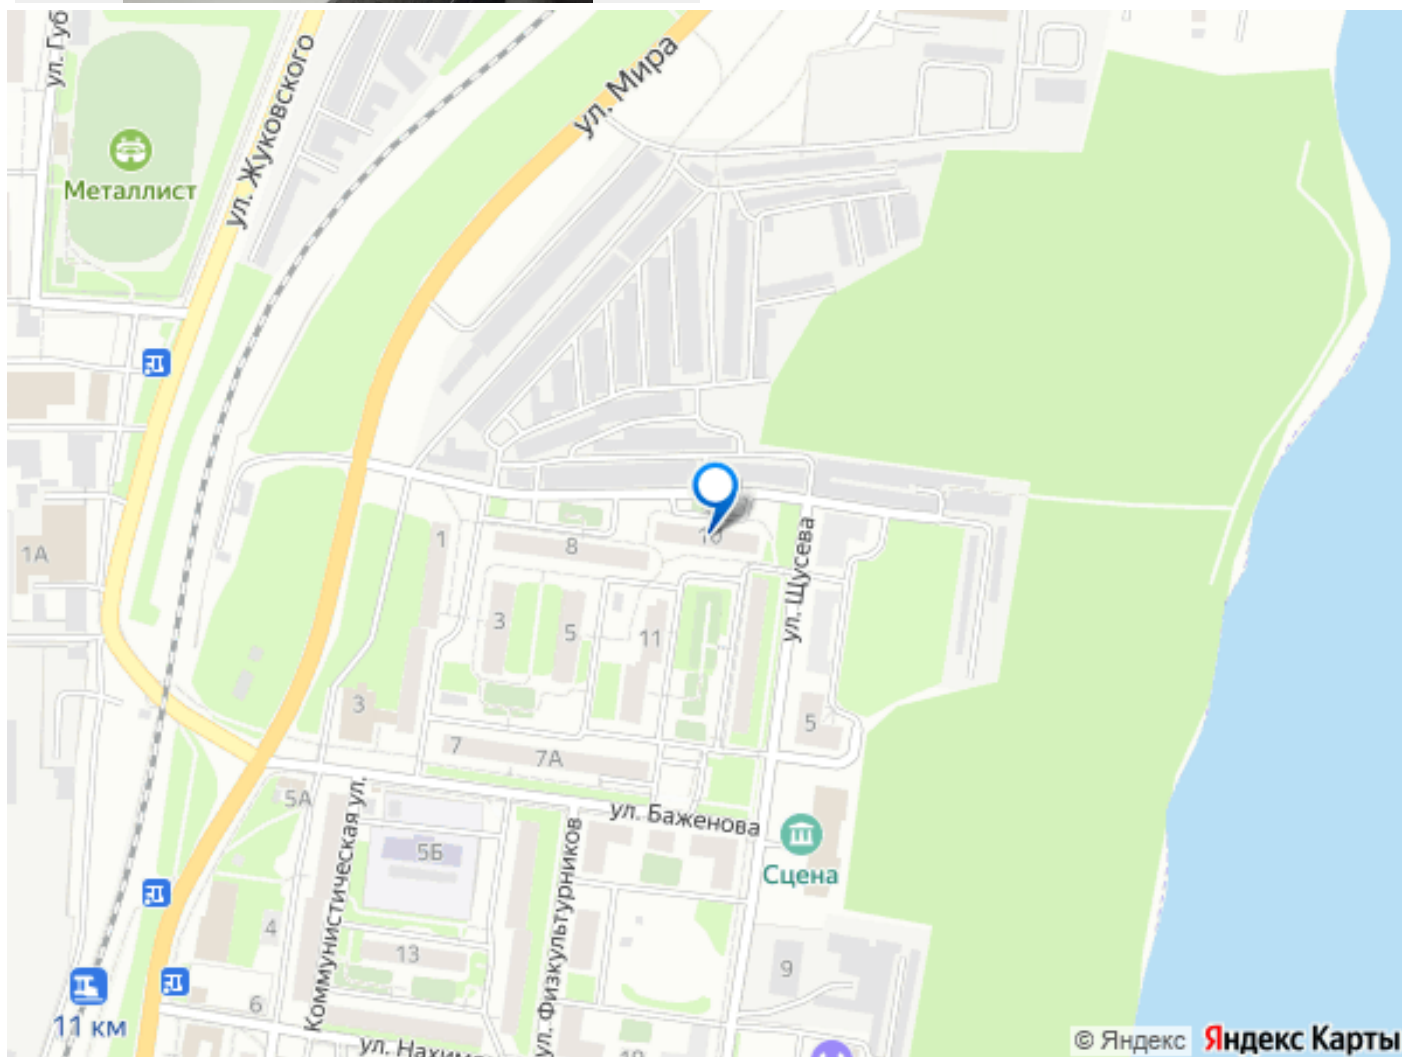 ул. Губ
ул. Жуковского
ул. Мира
Металлист
1А
1
8
10
ул. Щусева
3
5
11
3
5
7
7А
5А
ул. Баженова
Коммунистическая ул.
5Б
ул. Физкультурников
Сцена
4
13
9
6
11 км
ул. Нахим
© Яндекс
Яндекс Карты